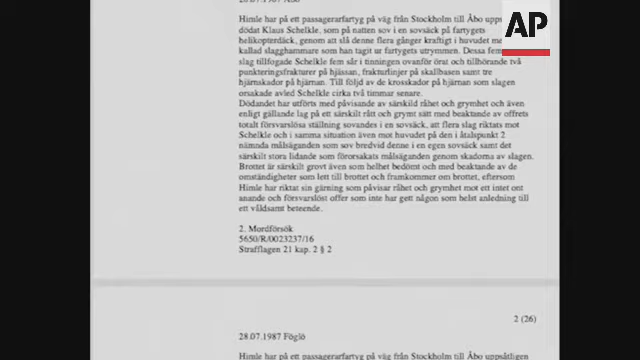 Himle har på ett passagerarfartyg på väg från Stockholm till Åbo
AP
dödat Klaus Schelkle, som på natten sov i en sovsäck på fartygets
helikopterdäck, genom att slå denne flera gånger kraftigt i huvudet
kallad slagghammare som han tagit ur fartygets utrymmen. Dessa fem
slag tillfogade Schelkle fem sår i tinningen ovanför örat och tillhörande två
punkteringsfrakturer på hjässan, frakturlinjer på skallbasen samt tre
hjärnskador på hjärnan. Till följd av de krosskador på hjärnan som slagen
orsakade avled Schelkle cirka två timmar senare.
Dödandet har utförts med påvisande av särskild råhet och grymhet och även
enligt gällande lag på ett särskilt rått och grymt sätt med beaktande av offrets
totalt försvarslösa ställning sovandes i en sovsäck, att flera slag riktats mot
Schelkle och i samma situation även mot huvudet på den i åtalspunkt 2
nämnda målsäganden som sov bredvid denne i en egen sovsäck samt det
särskilt stora lidande som förorsakats målsäganden genom skadorna av slagen.
Brottet är särskilt grovt även som helhet bedömt och med beaktande av de
omständigheter som lett till brottet och framkommer om brottet, eftersom
Himle har riktat sin gärning som påvisar råhet och grymhet mot ett intet ont
anande och försvarslöst offer som inte har gett någon som helst anledning till
ett våldsamt beteende.
2. Mordförsök
5650/R/0023237/16
Strafflagen 21 kap. 2 § 2
2 (26)
28.07.1987 Föglö
Himle har på ett passagerarfartyg på väg från Stockholm till Åbo uppsåtligen